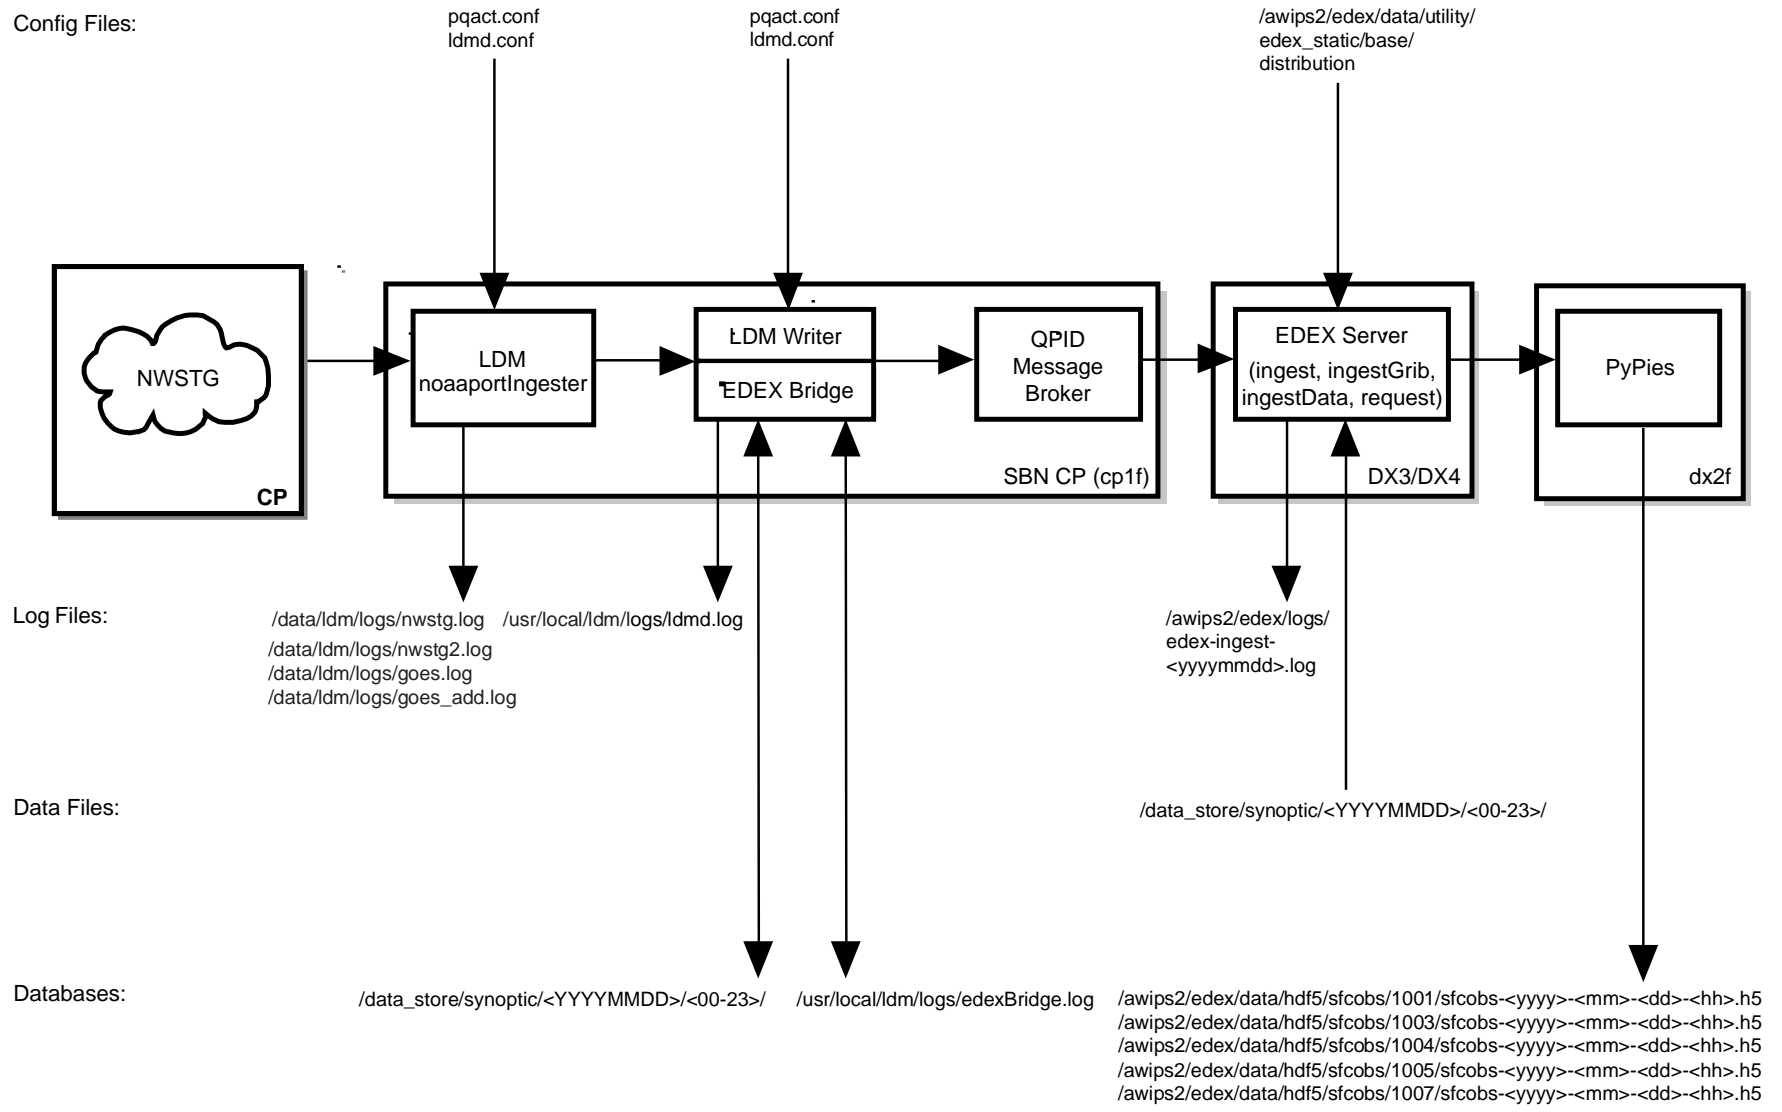 Config Files:
pqact.conf
ldmd.conf
pqact.conf
ldmd.conf
/awips2/edex/data/utility/
edex_static/base/
distribution
NWSTG
CP
LDM
noaaportIngester
LDM Writer
EDEX Bridge
QPID
Message
Broker
SBN CP (cp1f)
EDEX Server
(ingest, ingestGrib,
ingestData, request)
DX3/DX4
PyPies
dx2f
Log Files:
/data/ldm/logs/nwstg.log
/data/ldm/logs/nwstg2.log
/data/ldm/logs/goes.log
/data/ldm/logs/goes_add.log
/usr/local/ldm/logs/ldmd.log
/awips2/edex/logs/
edex-ingest-
<yyyymmdd>.log
Data Files:
/data_store/synoptic/<YYYYMMDD>/<00-23>/
Databases:
/data_store/synoptic/<YYYYMMDD>/<00-23>/
/usr/local/ldm/logs/edexBridge.log
/awips2/edex/data/hdf5/sfcobs/1001/sfcobs-<yyyy>-<mm>-<dd>-<hh>.h5
/awips2/edex/data/hdf5/sfcobs/1003/sfcobs-<yyyy>-<mm>-<dd>-<hh>.h5
/awips2/edex/data/hdf5/sfcobs/1004/sfcobs-<yyyy>-<mm>-<dd>-<hh>.h5
/awips2/edex/data/hdf5/sfcobs/1005/sfcobs-<yyyy>-<mm>-<dd>-<hh>.h5
/awips2/edex/data/hdf5/sfcobs/1007/sfcobs-<yyyy>-<mm>-<dd>-<hh>.h5